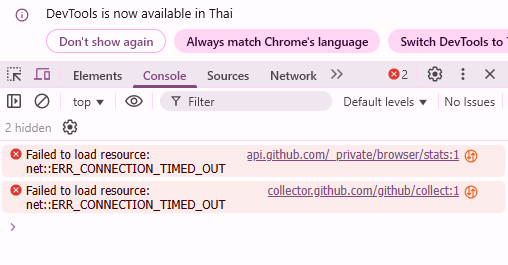 DevTools is now available in Thai
Don't show again Always match Chrome's language Switch DevTools to
Elements Console Sources Network 2
top Filter Default levels No Issues
2 hidden
Failed to load resource: api.github.com/_private/browser/stats:1
net::ERR_CONNECTION_TIMED_OUT
Failed to load resource: collector.github.com/github/collect:1
net::ERR_CONNECTION_TIMED_OUT